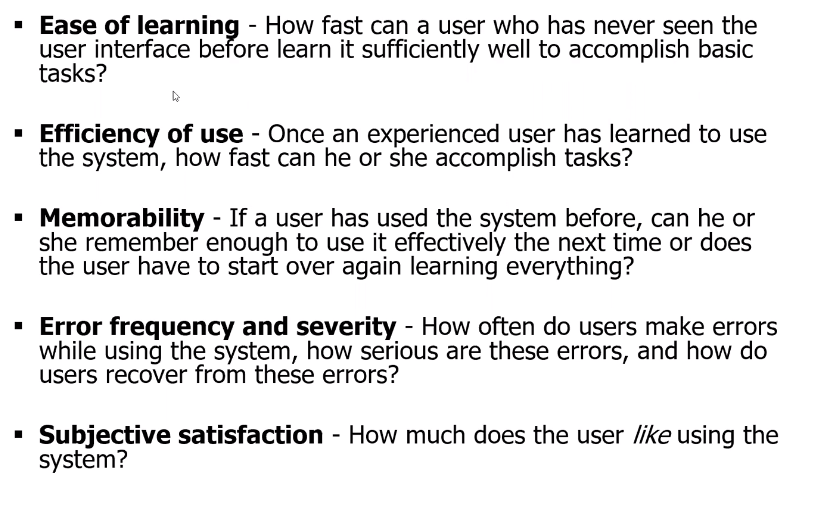 ▪ Ease of learning - How fast can a user who has never seen the
user interface before learn it sufficiently well to accomplish basic
tasks?
▪ Efficiency of use - Once an experienced user has learned to use
the system, how fast can he or she accomplish tasks?
▪ Memorability - If a user has used the system before, can he or
she remember enough to use it effectively the next time or does
the user have to start over again learning everything?
▪ Error frequency and severity - How often do users make errors
while using the system, how serious are these errors, and how do
users recover from these errors?
▪ Subjective satisfaction - How much does the user like using the
system?